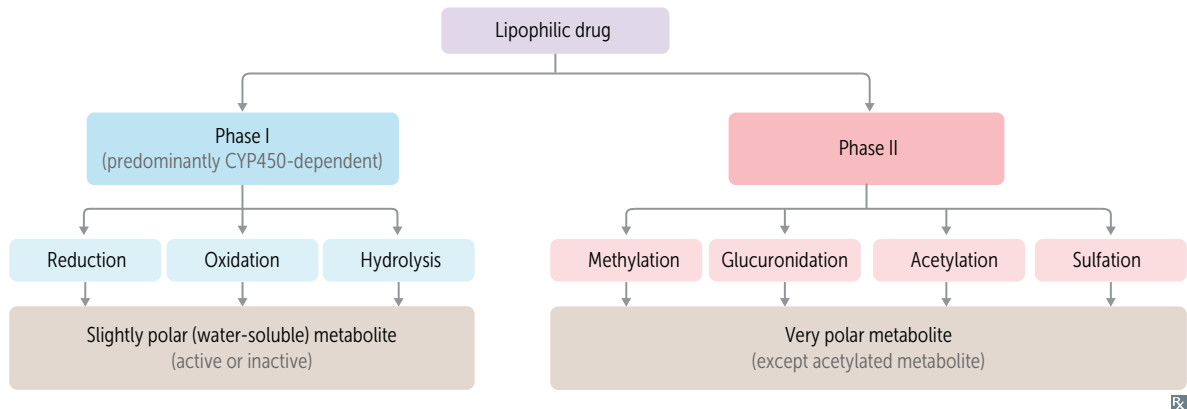 Lipophilic drug
Phase I
(predominantly CYP450-dependent)
Phase II
Reduction
Oxidation
Hydrolysis
Methylation
Glucuronidation
Acetylation
Sulfation
Slightly polar (water-soluble) metabolite
(active or inactive)
Very polar metabolite
(except acetylated metabolite)
℞